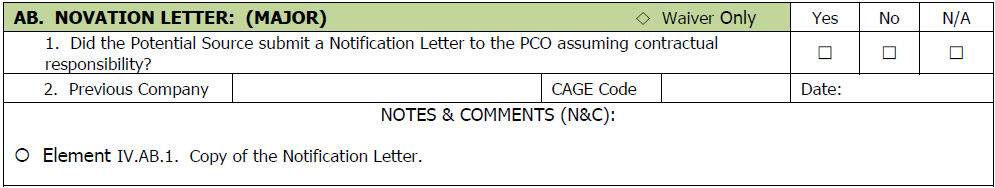 AB. NOVATION LETTER: (MAJOR) ◇ Waiver Only Yes No N/A
1. Did the Potential Source submit a Notification Letter to the PCO assuming contractual
responsibility? ☐ ☐ ☐
2. Previous Company CAGE Code Date:
NOTES & COMMENTS (N&C):
○ Element IV.AB.1. Copy of the Notification Letter.